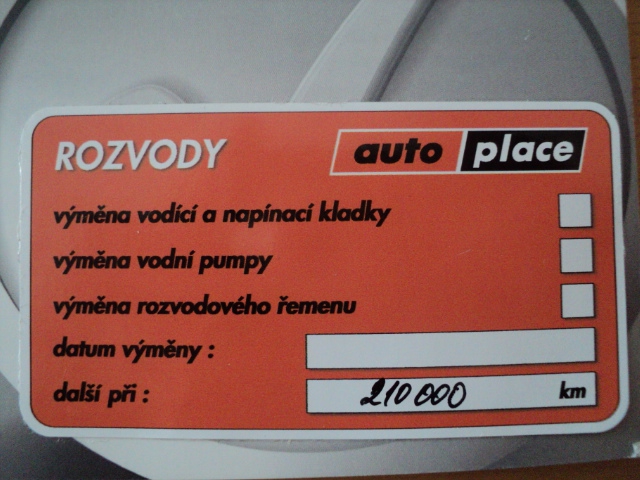 ROZVODY
auto place
výměna vodící a napínací kladky
výměna vodní pumpy
výměna rozvodového řemenu
datum výměny :
další při : 210 000 km